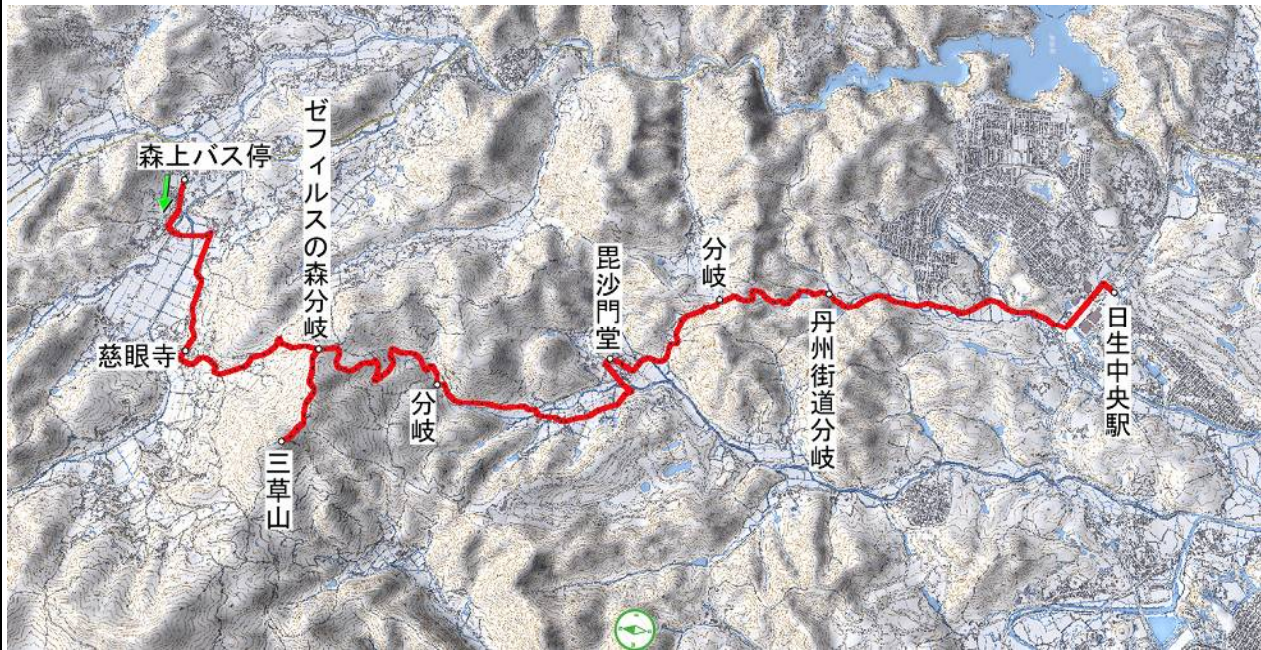 森上バス停
ゼフィルスの森分岐
慈眼寺
三草山
分岐
毘沙門堂
分岐
丹州街道分岐
日生中央駅